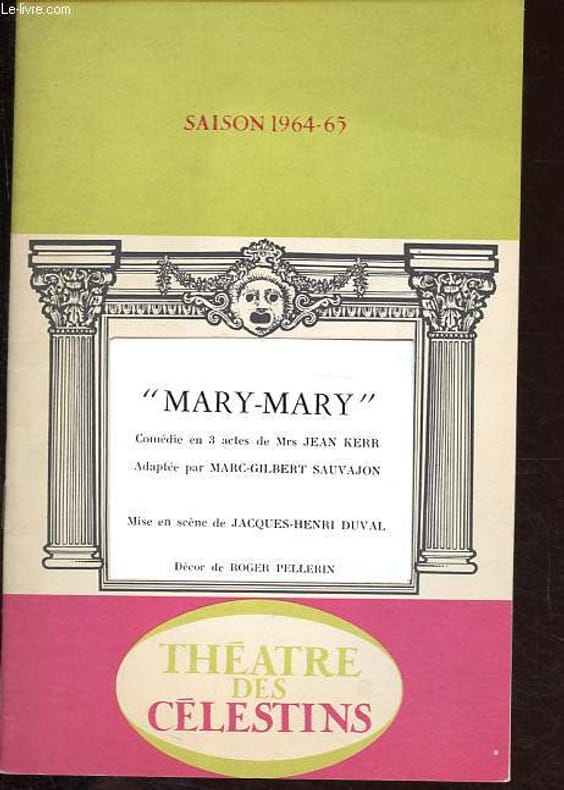 Le-livre.com
SAISON 1964-65
"MARY-MARY"
Comédie en 3 actes de Mrs JEAN KERR
Adaptée par MARC-GILBERT SAUVAJON
Mise en scène de JACQUES-HENRI DUVAL
Décor de ROGER PELLERIN
THÉATRE
DES
CÉLESTINS